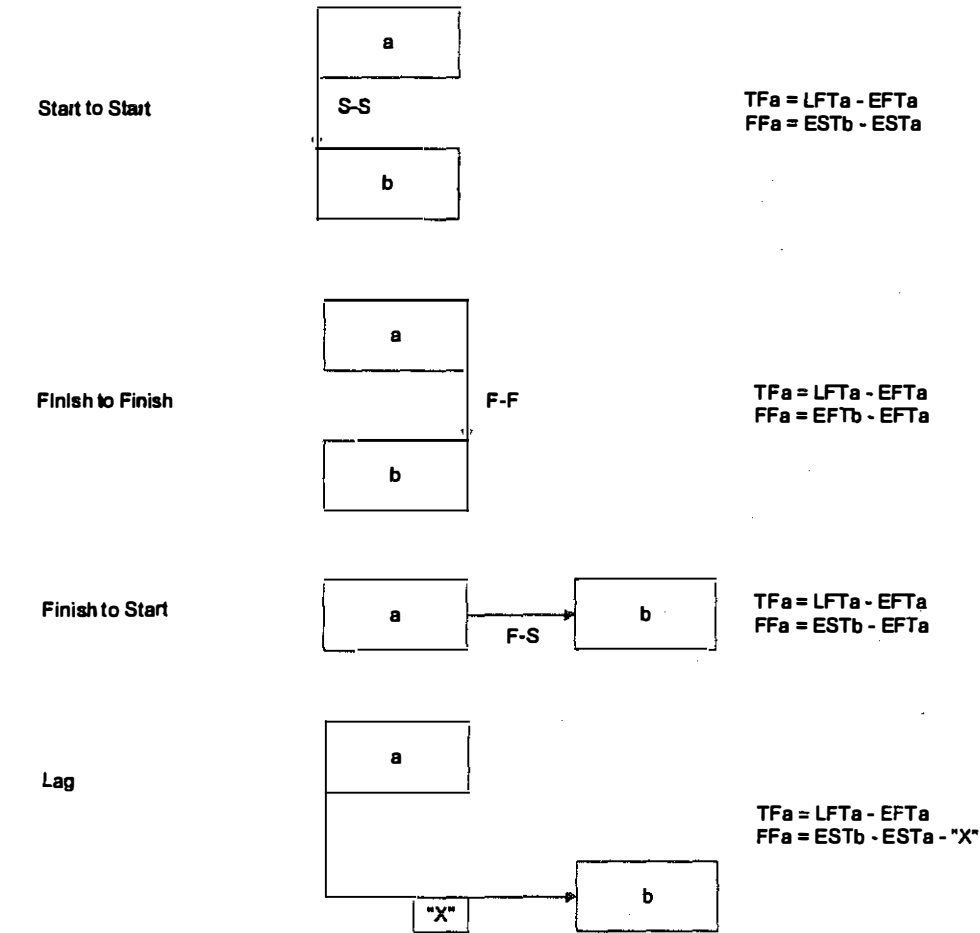 a
Start to Start
S-S
TFa = LFTa - EFTa
FFa = ESTb - ESTa
b
a
Finish to Finish
F-F
TFa = LFTa - EFTa
FFa = EFTb - EFTa
b
Finish to Start
a
F-S
b
TFa = LFTa - EFTa
FFa = ESTb - EFTa
a
Lag
TFa = LFTa - EFTa
FFa = ESTb - ESTa - "X"
b
"X"